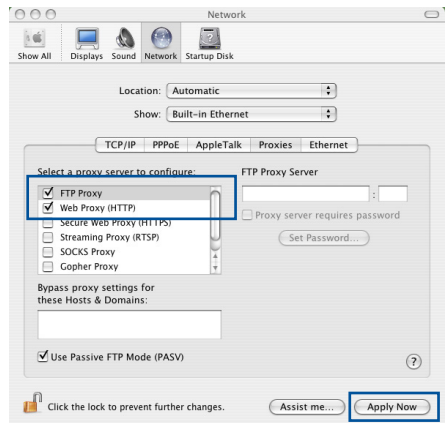 Network
Show All Displays Sound Network Startup Disk
Location: Automatic
Show: Built-in Ethernet
TCP/IP PPPoE AppleTalk Proxies Ethernet
Select a proxy server to configure: FTP Proxy Server
FTP Proxy :
Web Proxy (HTTP) Proxy server requires password
Secure Web Proxy (HTTPS)
Streaming Proxy (RTSP) Set Password...
SOCKS Proxy
Gopher Proxy
Bypass proxy settings for
these Hosts & Domains:
Use Passive FTP Mode (PASV) ?
Click the lock to prevent further changes. Assist me... Apply Now